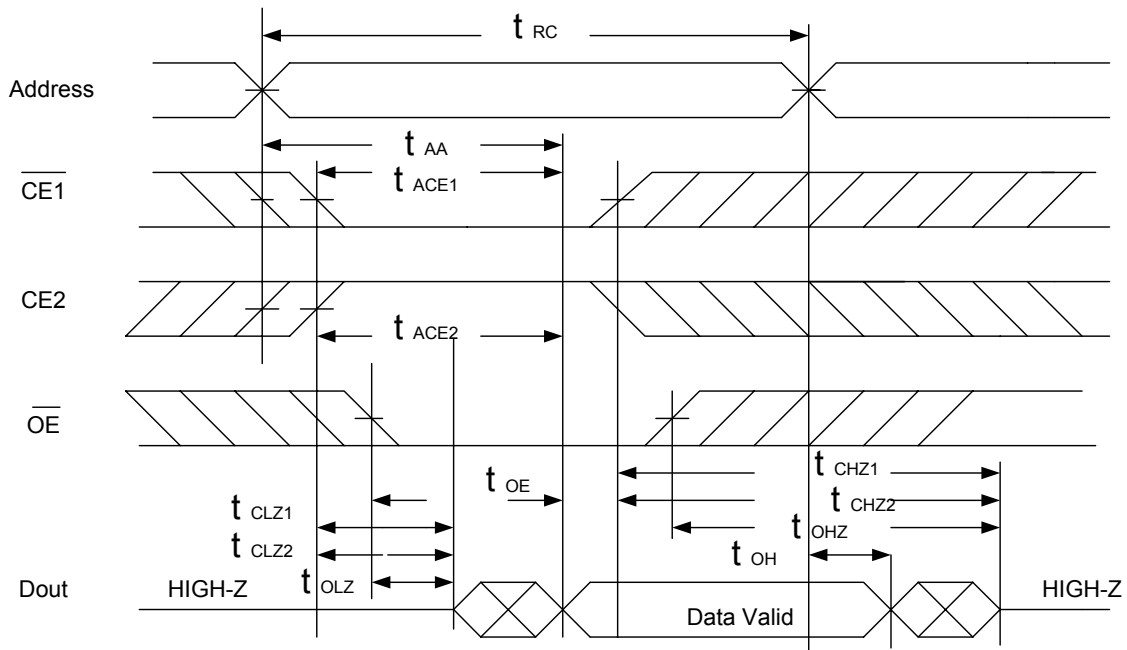 t RC
Address
t AA
CE1
t ACE1
CE2
t ACE2
OE
t CHZ1
t OE
t CLZ1
t CHZ2
t CLZ2
t OHZ
t OH
t OLZ
Dout
HIGH-Z
Data Valid
HIGH-Z